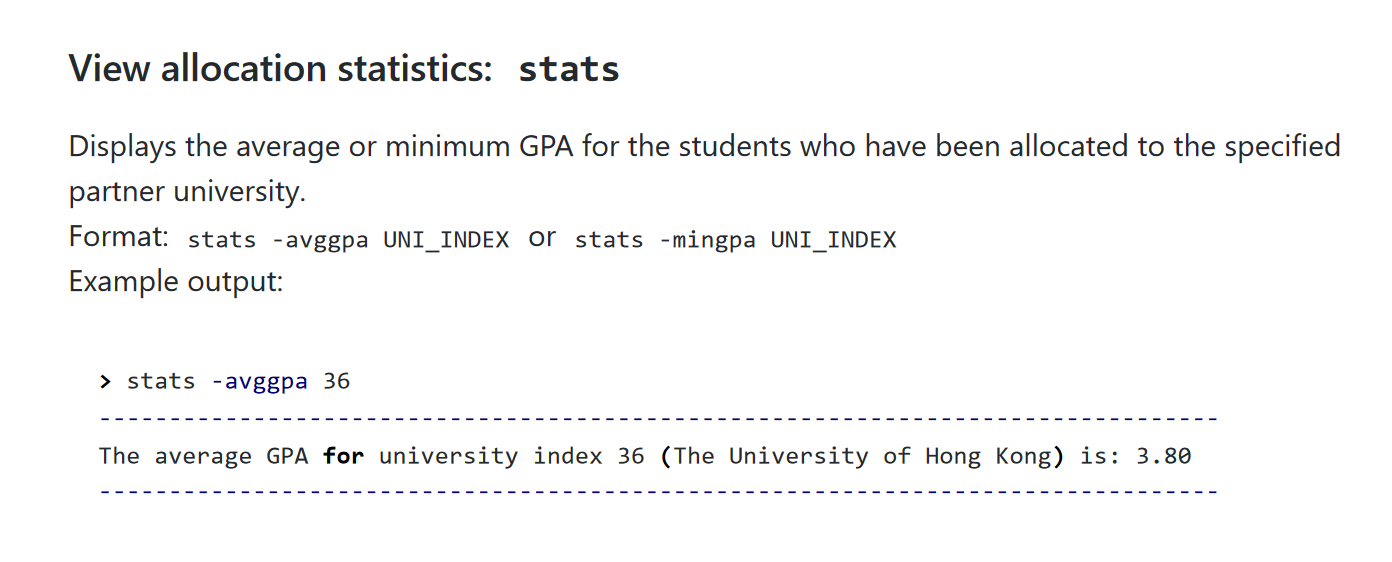 View allocation statistics: stats
Displays the average or minimum GPA for the students who have been allocated to the specified
partner university.
Format: stats -avggpa UNI_INDEX or stats -mingpa UNI_INDEX
Example output:
> stats -avggpa 36
--------------------------------------------------------------------------------
The average GPA for university index 36 (The University of Hong Kong) is: 3.80
--------------------------------------------------------------------------------